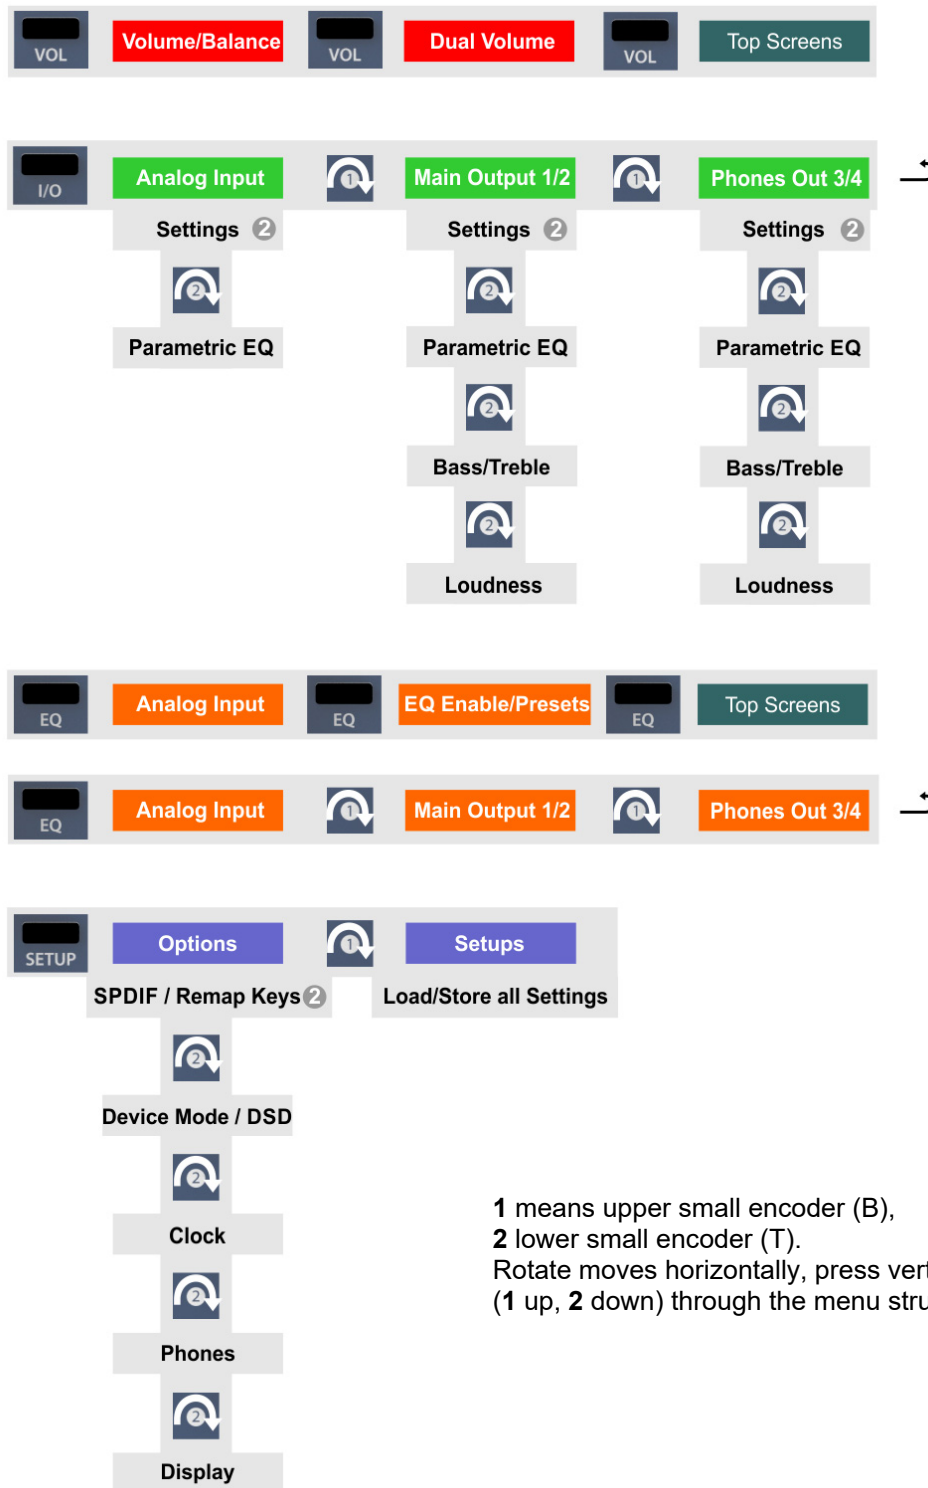 VOL Volume/Balance VOL Dual Volume VOL Top Screens
I/O Analog Input 1 Main Output 1/2 1 Phones Out 3/4
Settings 2 Settings 2 Settings 2
2 2 2
Parametric EQ Parametric EQ Parametric EQ
2 2
Bass/Treble Bass/Treble
2 2
Loudness Loudness
EQ Analog Input EQ EQ Enable/Presets EQ Top Screens
EQ Analog Input 1 Main Output 1/2 1 Phones Out 3/4
SETUP Options 1 Setups
SPDIF / Remap Keys 2 Load/Store all Settings
2
Device Mode / DSD
2
Clock
2
Phones
2
Display
1 means upper small encoder (B),
2 lower small encoder (T).
Rotate moves horizontally, press
(1 up, 2 down) through the menu